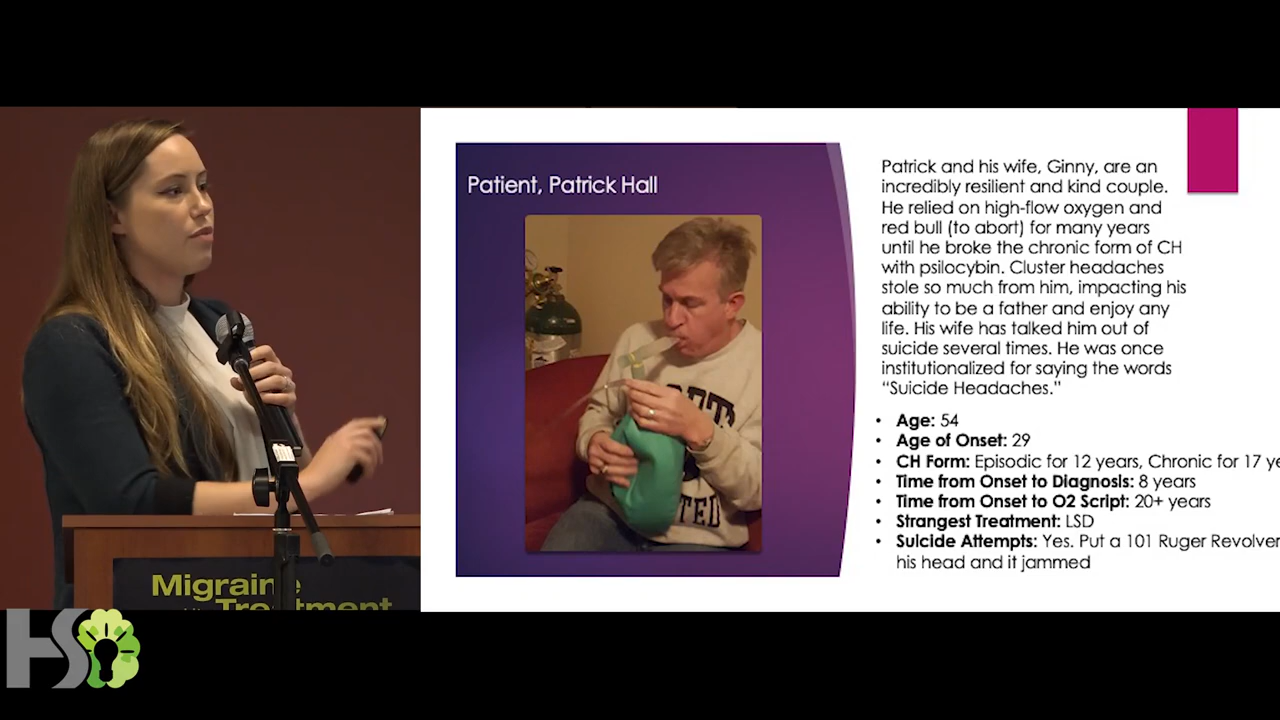 Patient, Patrick Hall
Patrick and his wife, Ginny, are an
incredibly resilient and kind couple.
He relied on high-flow oxygen and
red bull (to abort) for many years
until he broke the chronic form of CH
with psilocybin. Cluster headaches
stole so much from him, impacting his
ability to be a father and enjoy any
life. His wife has talked him out of
suicide several times. He was once
institutionalized for saying the words
“Suicide Headaches.”
• Age: 54
• Age of Onset: 29
• CH Form: Episodic for 12 years, Chronic for 17 ye
• Time from Onset to Diagnosis: 8 years
• Time from Onset to O2 Script: 20+ years
• Strangest Treatment: LSD
• Suicide Attempts: Yes. Put a 101 Ruger Revolver
his head and it jammed
Migraine
Treatment
HS